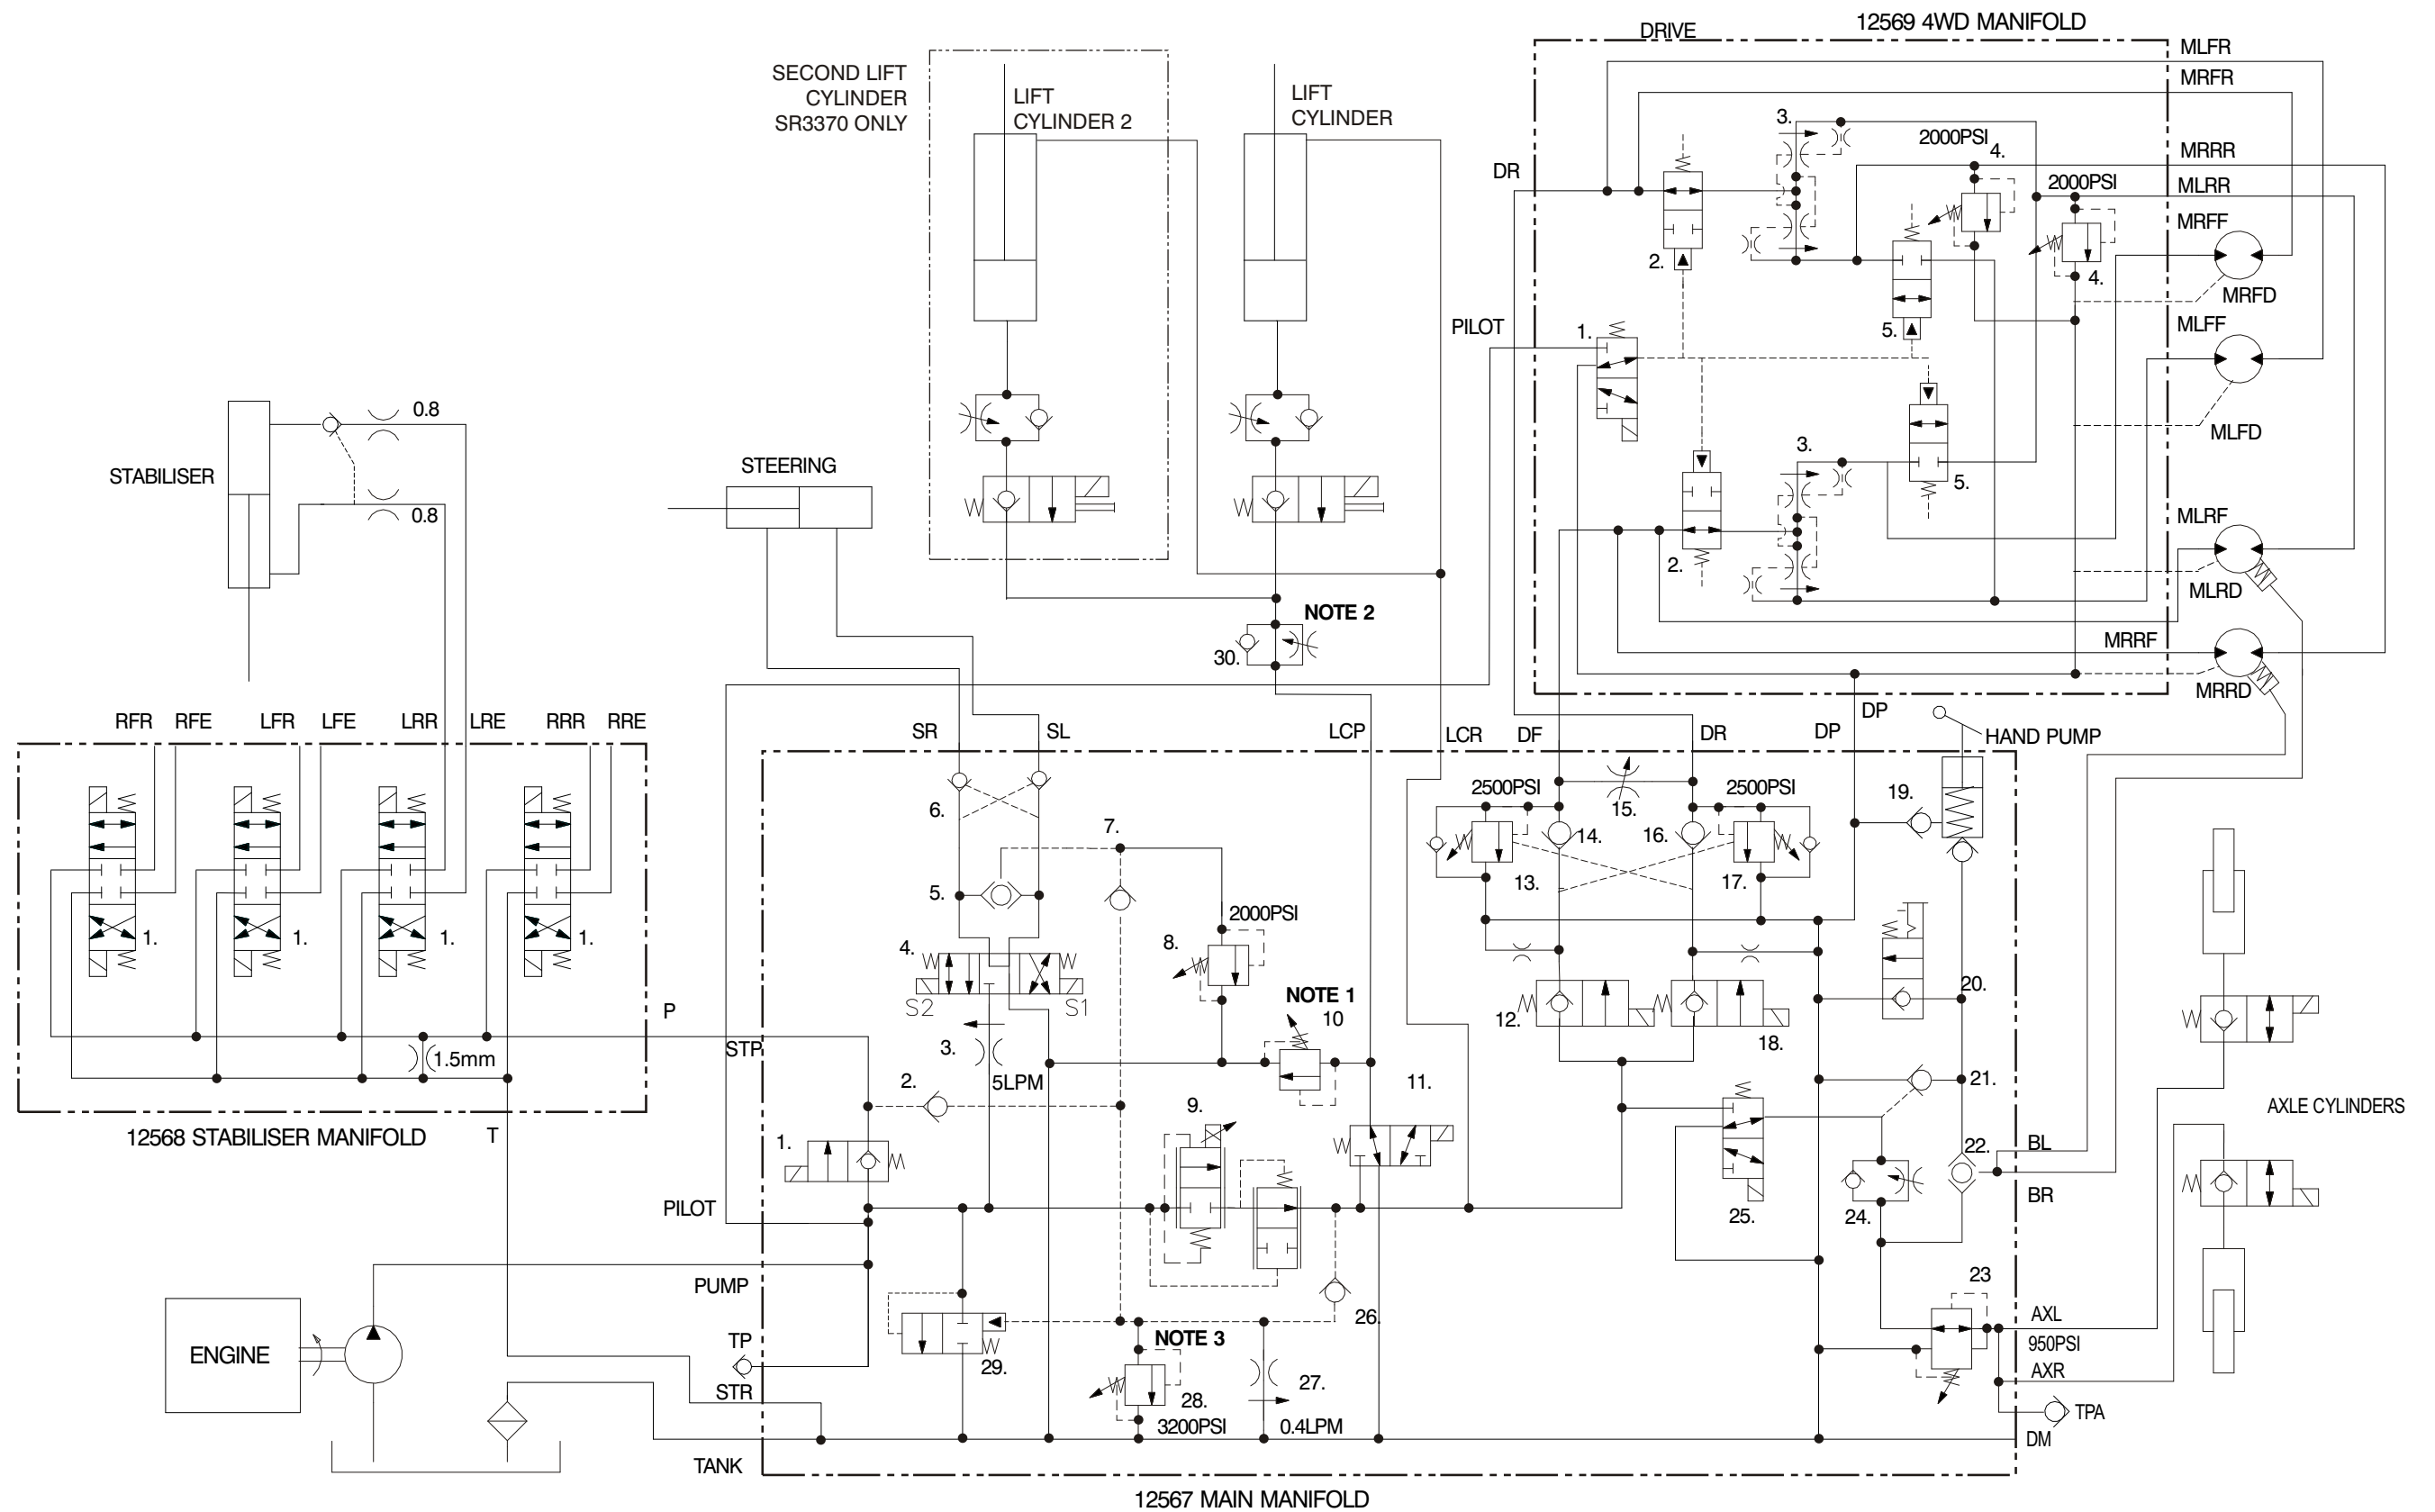 12569 4WD MANIFOLD
DRIVE
MLFR
SECOND LIFT
CYLINDER
SR3370 ONLY
LIFT
CYLINDER 2
LIFT
CYLINDER
MRFR
3.
2000PSI
4.
MRRR
DR
2000PSI
MLRR
MRFF
2.
4.
MRFD
PILOT
1.
5.
MLFF
0.8
STABILISER
0.8
STEERING
MLFD
3.
5.
MLRF
2.
MLRD
NOTE 2
30.
MRRF
MRRD
RFR
RFE
LFR
LFE
LRR
LRE
RRR
RRE
SR
SL
LCP
LCR
DF
DR
DP
DP
HAND PUMP
6.
7.
2500PSI
15.
2500PSI
19.
14.
16.
5.
13.
17.
2000PSI
1.
1.
1.
1.
4.
8.
S2
S1
NOTE 1
10
12.
18.
20.
P
STP
3.
5LPM
1.5mm
2.
9.
11.
21.
AXLE CYLINDERS
12568 STABILISER MANIFOLD
T
1.
22.
BL
BR
PILOT
25.
24.
PUMP
23
26.
AXL
ENGINE
TP
NOTE 3
950PSI
29.
AXR
STR
28.
27.
3200PSI
0.4LPM
TPA
DM
TANK
12567 MAIN MANIFOLD